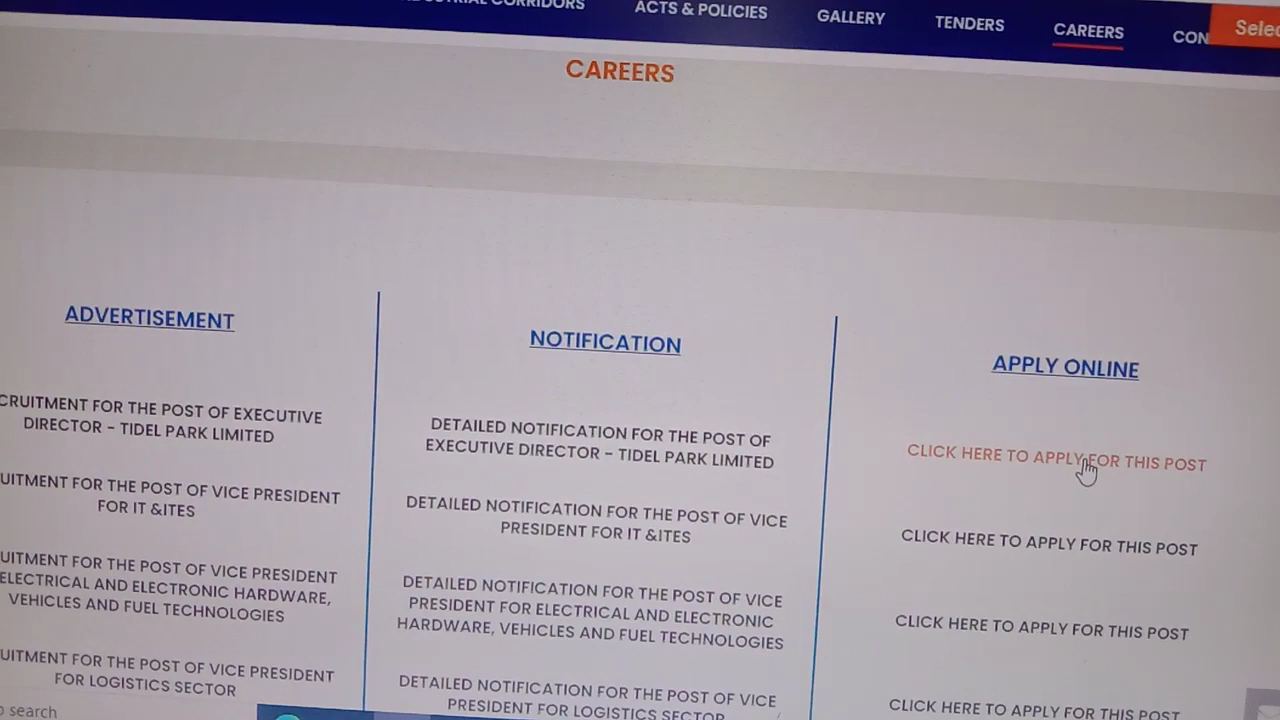 ACTS & POLICIES
GALLERY
TENDERS
CAREERS
CAREERS
ADVERTISEMENT
NOTIFICATION
APPLY ONLINE
FOR THE POST OF EXECUTIVE
DIRECTOR - TIDEL PARK LIMITED
FOR THE POST OF VICE PRESIDENT
FOR IT &ITES
FOR THE POST OF VICE PRESIDENT
ELECTRICAL AND ELECTRONIC HARDWARE,
VEHICLES AND FUEL TECHNOLOGIES
FOR THE POST OF VICE PRESIDENT
FOR LOGISTICS SECTOR
DETAILED NOTIFICATION FOR THE POST OF
EXECUTIVE DIRECTOR - TIDEL PARK LIMITED
DETAILED NOTIFICATION FOR THE POST OF VICE
PRESIDENT FOR IT &ITES
DETAILED NOTIFICATION FOR THE POST OF VICE
PRESIDENT FOR ELECTRICAL AND ELECTRONIC
HARDWARE, VEHICLES AND FUEL TECHNOLOGIES
DETAILED NOTIFICATION FOR THE POST OF VICE
PRESIDENT FOR LOGISTICS SECTOR
CLICK HERE TO APPLY FOR THIS POST
CLICK HERE TO APPLY FOR THIS POST
CLICK HERE TO APPLY FOR THIS POST
CLICK HERE TO APPLY FOR THIS POST
search